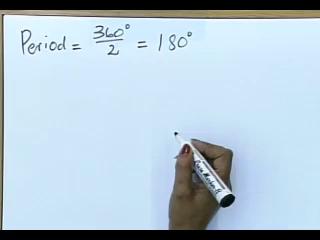 Period = 360°/2 = 180°